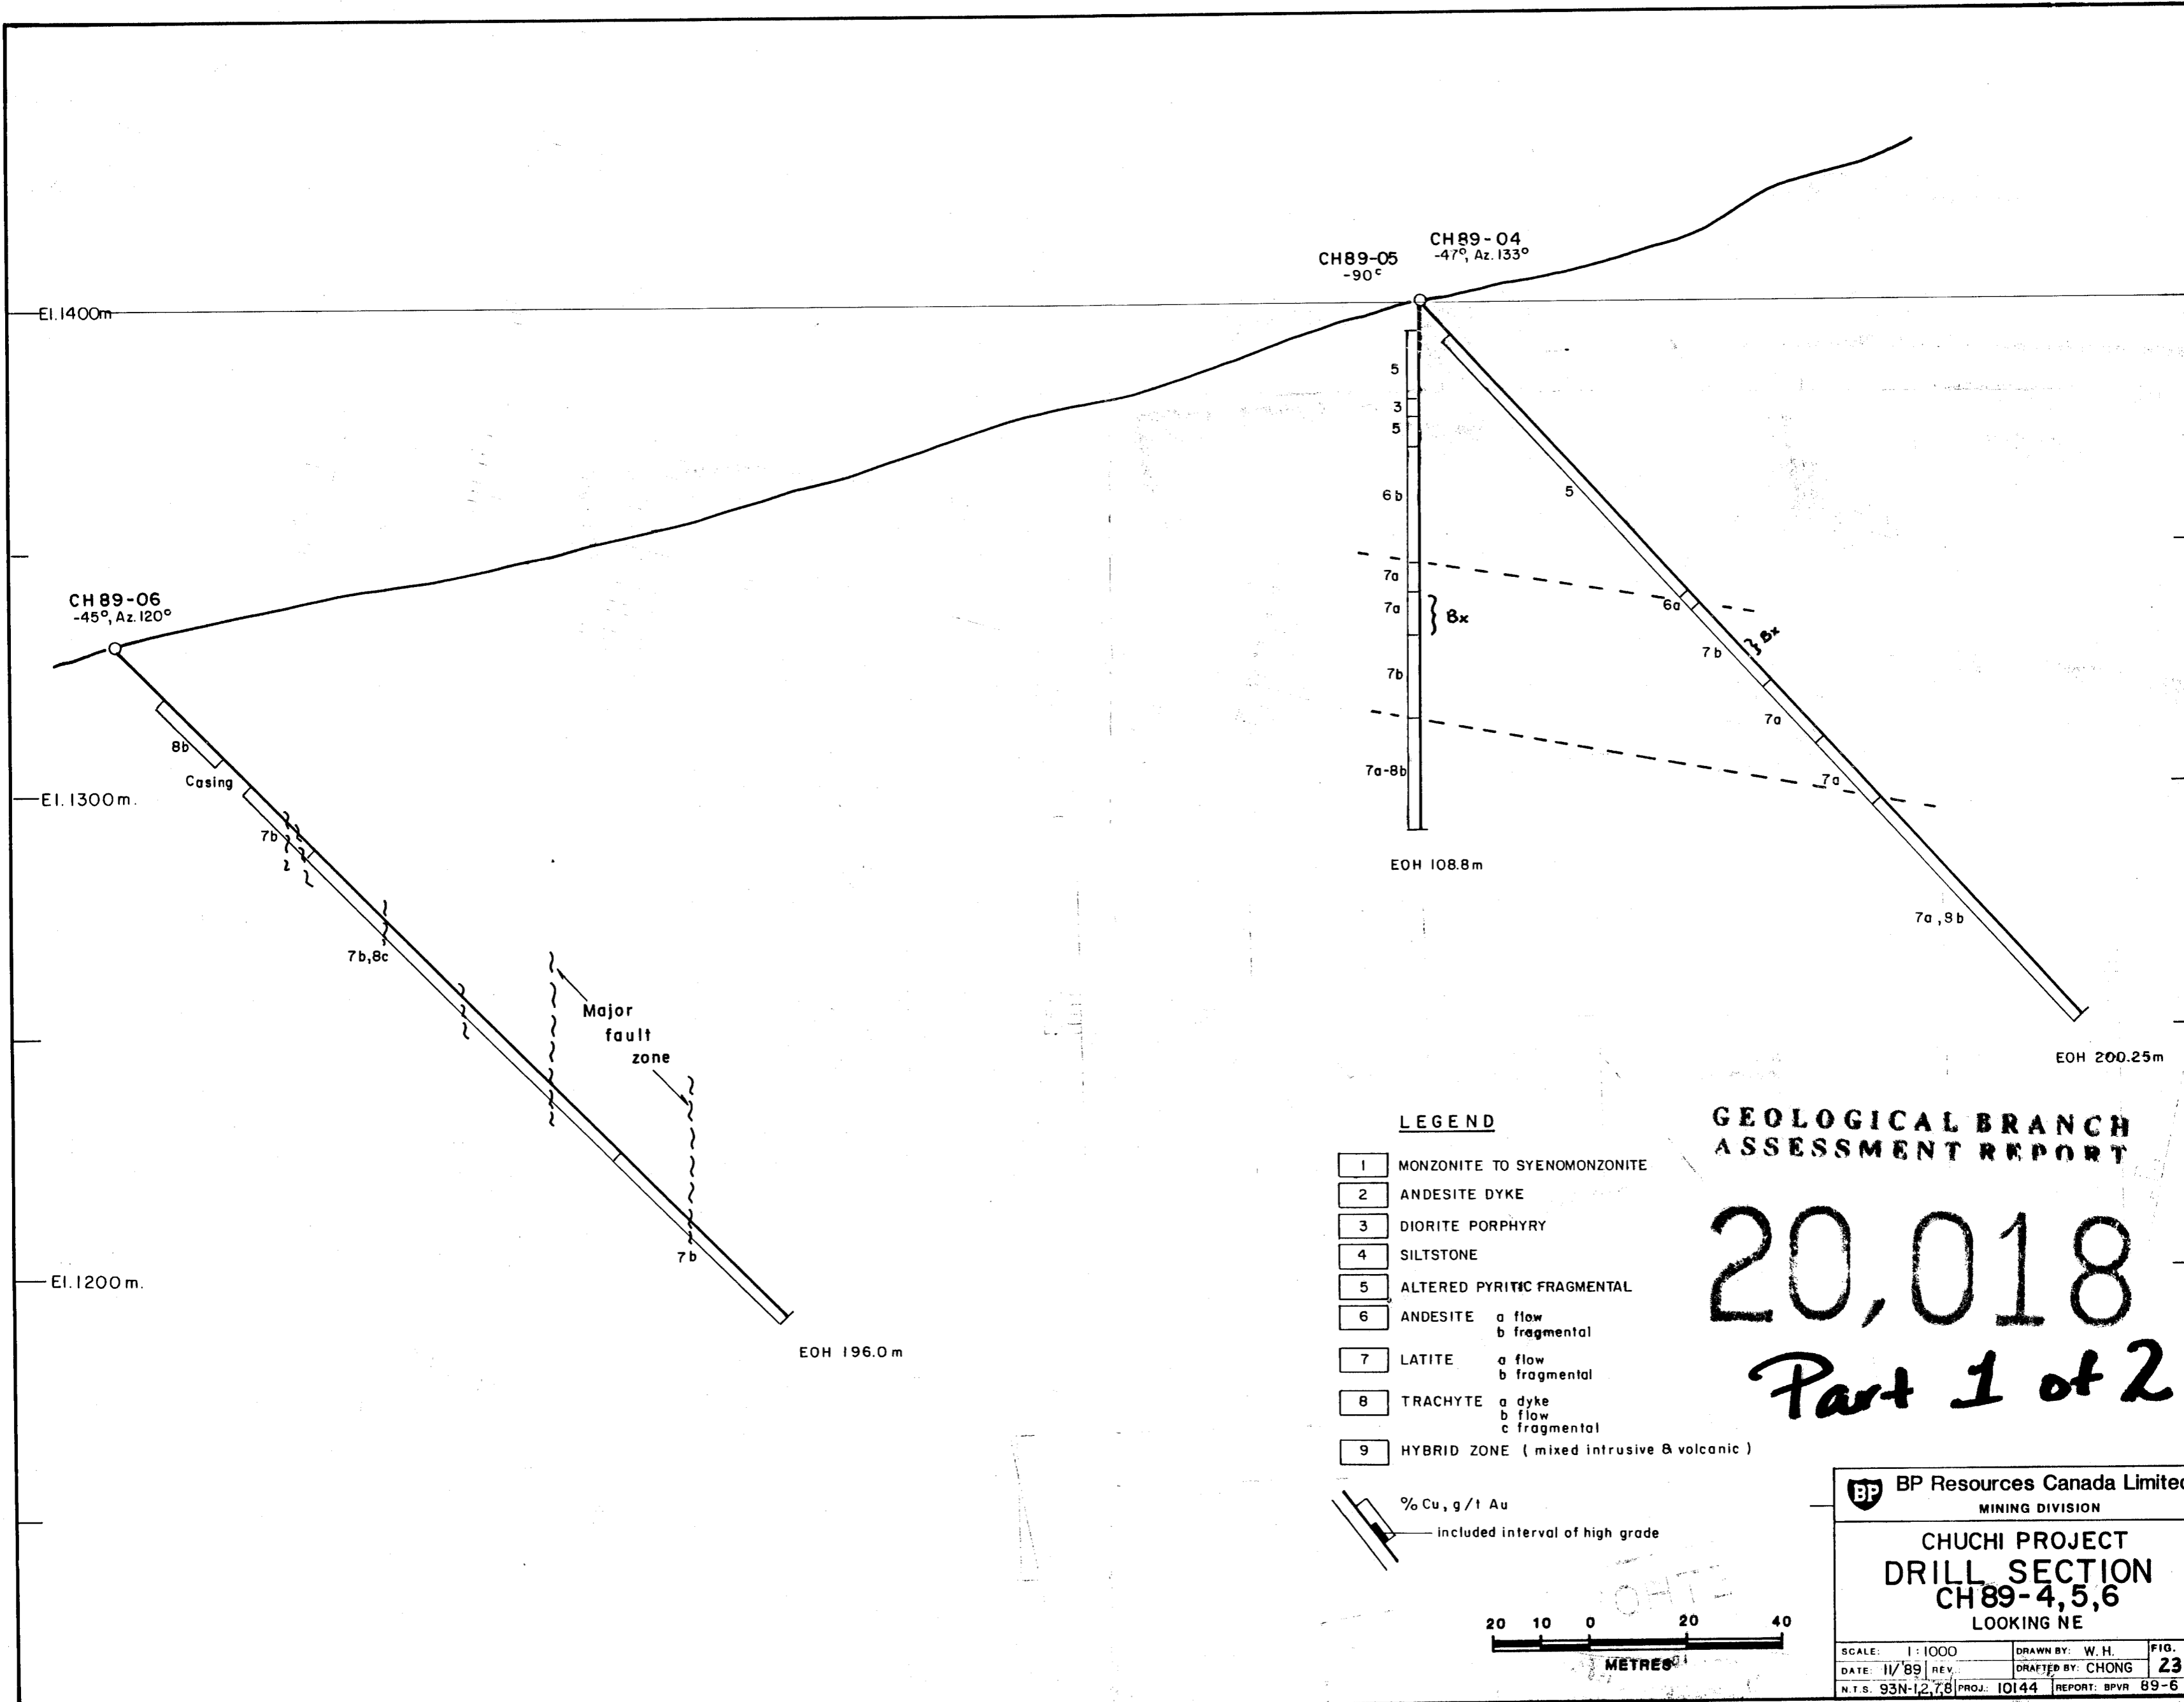 CH89-04
-47°, Az. 133°
CH89-05
-90°
El. 1400m
5
3
5
6b
5
7a
7a
Bx
6a
Bx
7b
7b
7a
7a
7a-8b
EOH 108.8m
7a, 8b
EOH 200.25m
CH 89-06
-45°, Az. 120°
8b
Casing
El. 1300m.
7b
7b,8c
Major
fault
zone
7b
El. 1200m.
EOH 196.0m
LEGEND
1 MONZONITE TO SYENOMONZONITE
2 ANDESITE DYKE
3 DIORITE PORPHYRY
4 SILTSTONE
5 ALTERED PYRITIC FRAGMENTAL
6 ANDESITE a flow
b fragmental
7 LATITE a flow
b fragmental
8 TRACHYTE a dyke
b flow
c fragmental
9 HYBRID ZONE ( mixed intrusive & volcanic )
% Cu, g/t Au
included interval of high grade
20 10 0 20 40
METRES
GEOLOGICAL BRANCH
ASSESSMENT REPORT
20,018
Part 1 of 2
BP BP Resources Canada Limited
MINING DIVISION
CHUCHI PROJECT
DRILL SECTION
CH89-4,5,6
LOOKING NE
SCALE: 1:1000 DRAWN BY: W. H. FIG.
DATE: 11/'89 REV.: DRAFTED BY: CHONG 23
N.T.S. 93N-1,2,7,8 PROJ.: 10144 REPORT: BPVR 89-6